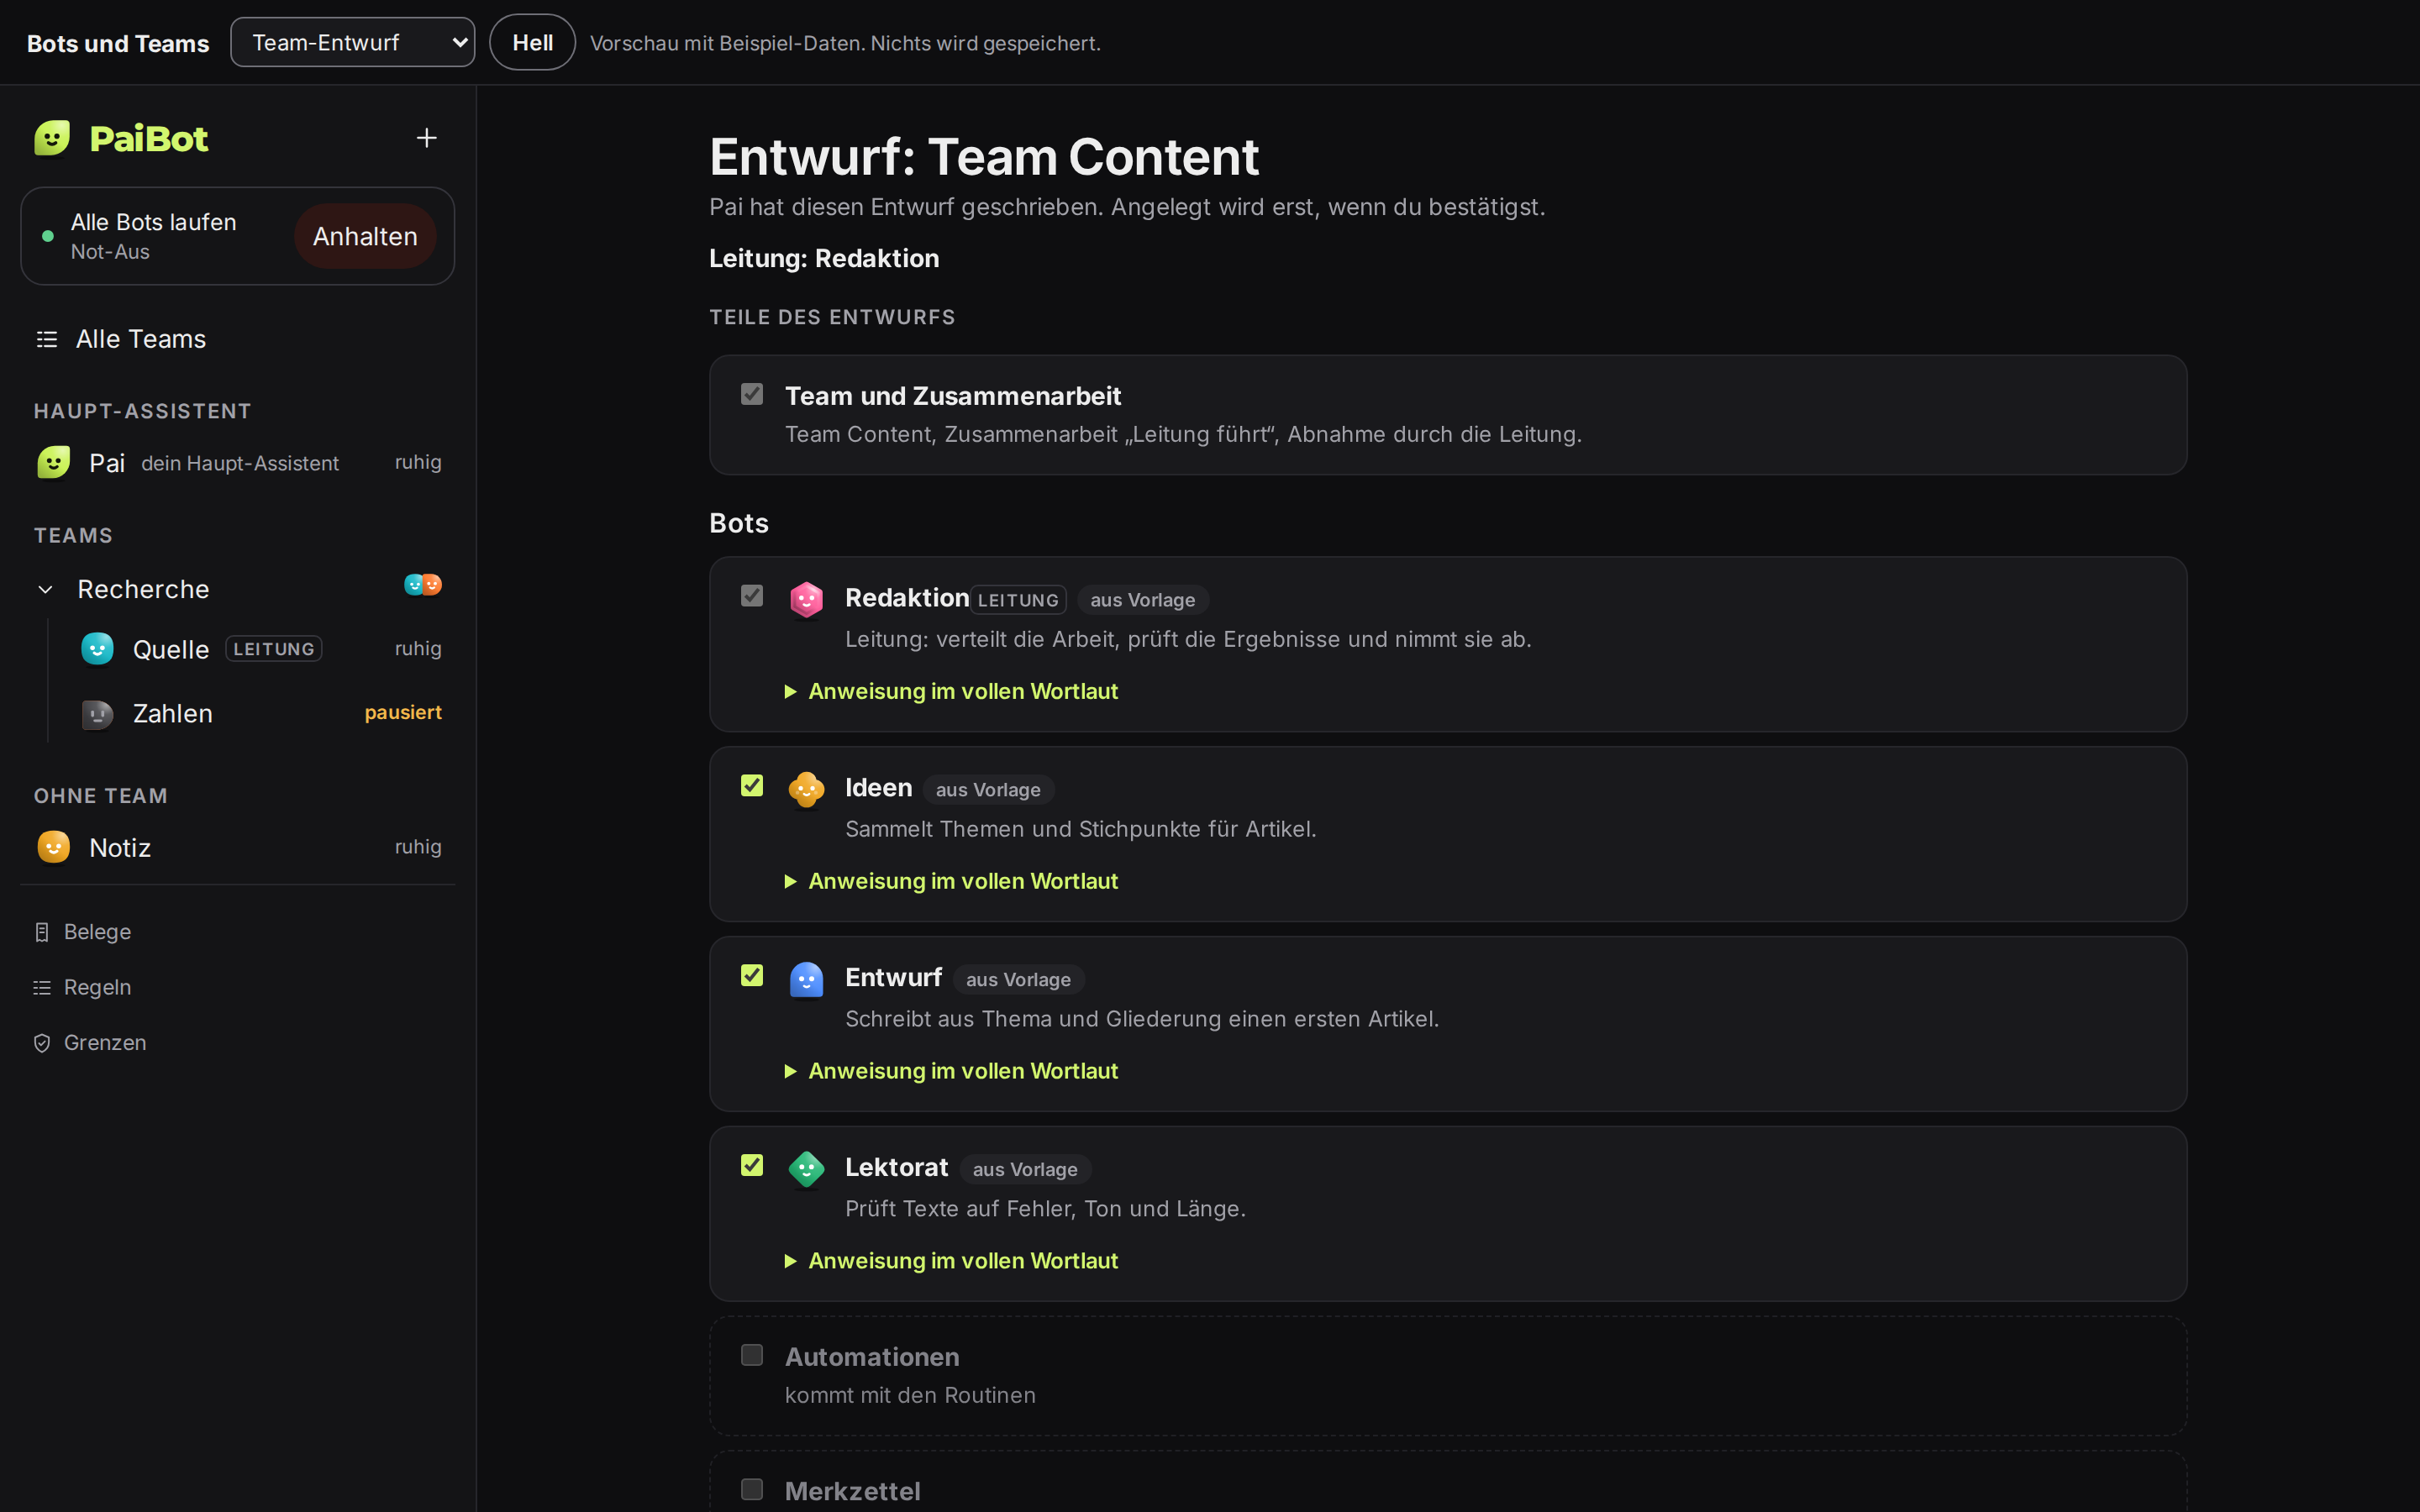 Bots und Teams
Team-Entwurf
Hell
Vorschau mit Beispiel-Daten. Nichts wird gespeichert.
PaiBot
Alle Bots laufen
Not-Aus
Anhalten
Alle Teams
HAUPT-ASSISTENT
Pai dein Haupt-Assistent ruhig
TEAMS
Recherche
Quelle LEITUNG ruhig
Zahlen pausiert
OHNE TEAM
Notiz ruhig
Belege
Regeln
Grenzen
Entwurf: Team Content
Pai hat diesen Entwurf geschrieben. Angelegt wird erst, wenn du bestätigst.
Leitung: Redaktion
TEILE DES ENTWURFS
Team und Zusammenarbeit
Team Content, Zusammenarbeit „Leitung führt“, Abnahme durch die Leitung.
Bots
Redaktion LEITUNG aus Vorlage
Leitung: verteilt die Arbeit, prüft die Ergebnisse und nimmt sie ab.
Anweisung im vollen Wortlaut
Ideen aus Vorlage
Sammelt Themen und Stichpunkte für Artikel.
Anweisung im vollen Wortlaut
Entwurf aus Vorlage
Schreibt aus Thema und Gliederung einen ersten Artikel.
Anweisung im vollen Wortlaut
Lektorat aus Vorlage
Prüft Texte auf Fehler, Ton und Länge.
Anweisung im vollen Wortlaut
Automationen
kommt mit den Routinen
Merkzettel